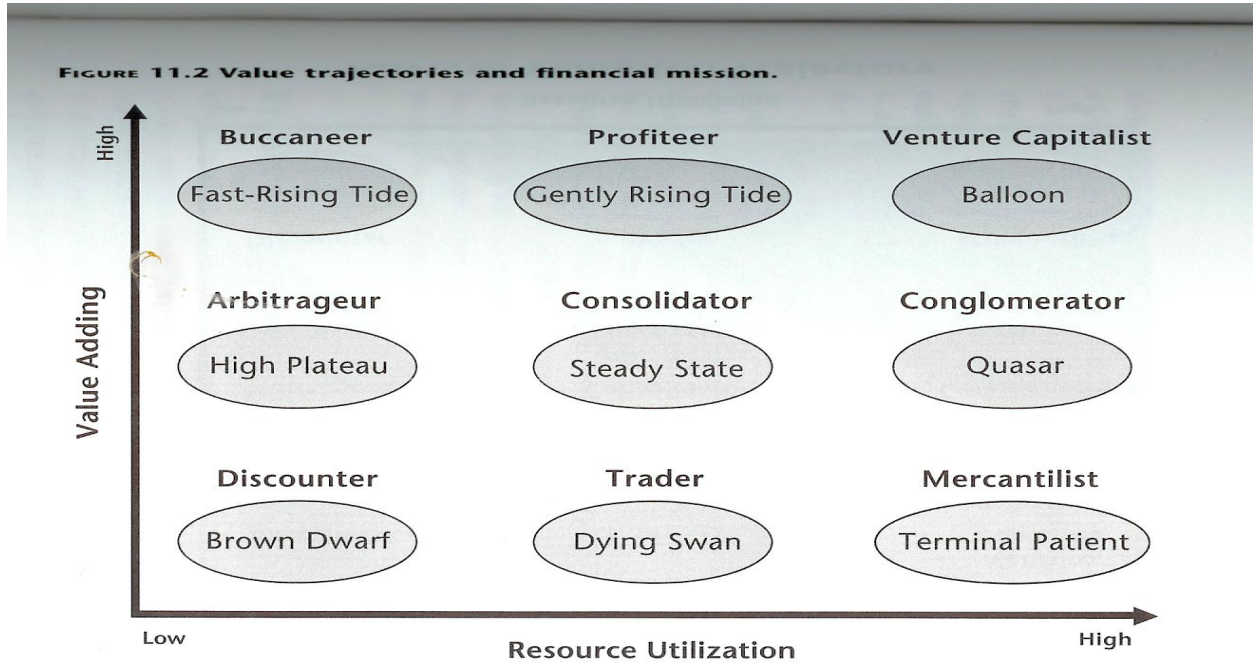 FIGURE 11.2 Value trajectories and financial mission.
High
Buccaneer Profiteer Venture Capitalist
Fast-Rising Tide Gently Rising Tide Balloon
Value Adding
Arbitrageur Consolidator Conglomerator
High Plateau Steady State Quasar
Discounter Trader Mercantilist
Brown Dwarf Dying Swan Terminal Patient
Low High
Resource Utilization